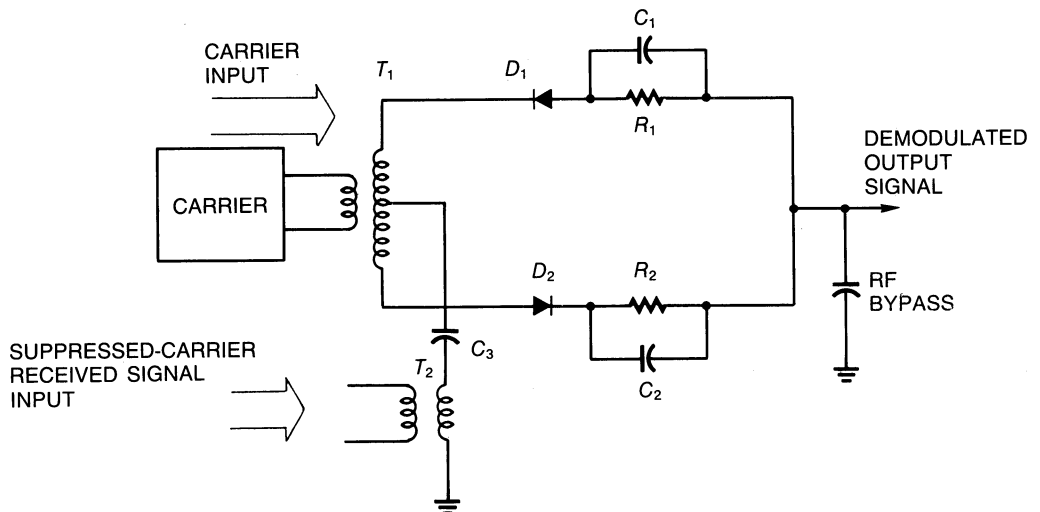 CARRIER
INPUT
T1
D1
C1
R1
CARRIER
DEMODULATED
OUTPUT
SIGNAL
D2
R2
C2
RF
BYPASS
C3
T2
SUPPRESSED-CARRIER
RECEIVED SIGNAL
INPUT